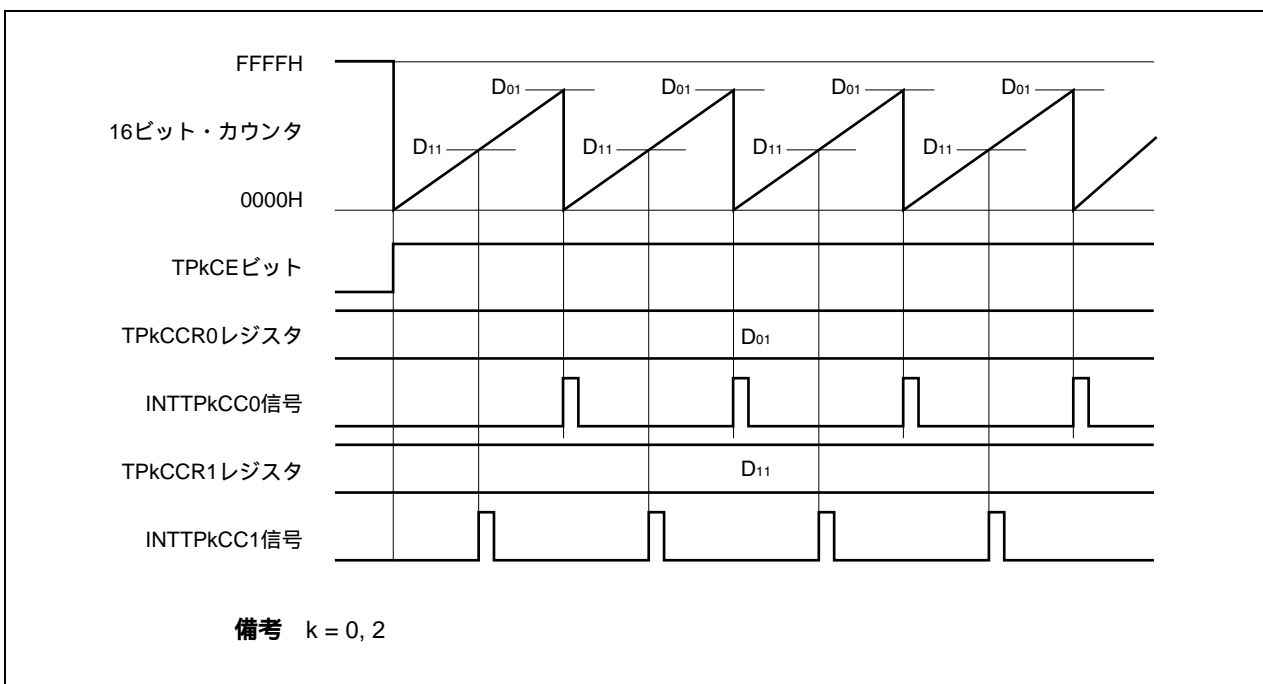 FFFFH
D01 D01 D01 D01
16ビット・カウンタ
D11 D11 D11 D11
0000H
TPkCEビット
TPkCCR0レジスタ D01
INTTPkCC0信号
TPkCCR1レジスタ D11
INTTPkCC1信号
備考 k = 0, 2